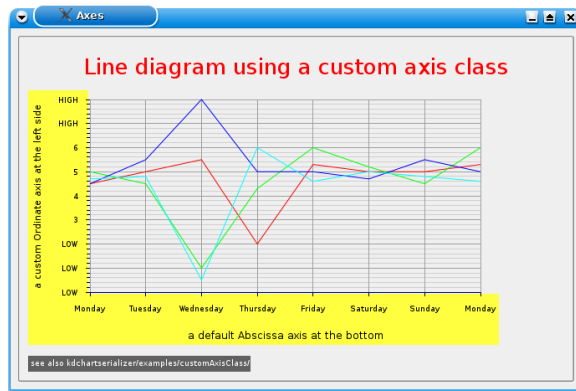 Axes
Line diagram using a custom axis class
a custom Ordinate axis at the left side
HIGH
HIGH
6
5
4
3
LOW
LOW
LOW
Monday Tuesday Wednesday Thursday Friday Saturday Sunday Monday
a default Abscissa axis at the bottom
see also kdchartserializer/examples/customAxisClass/